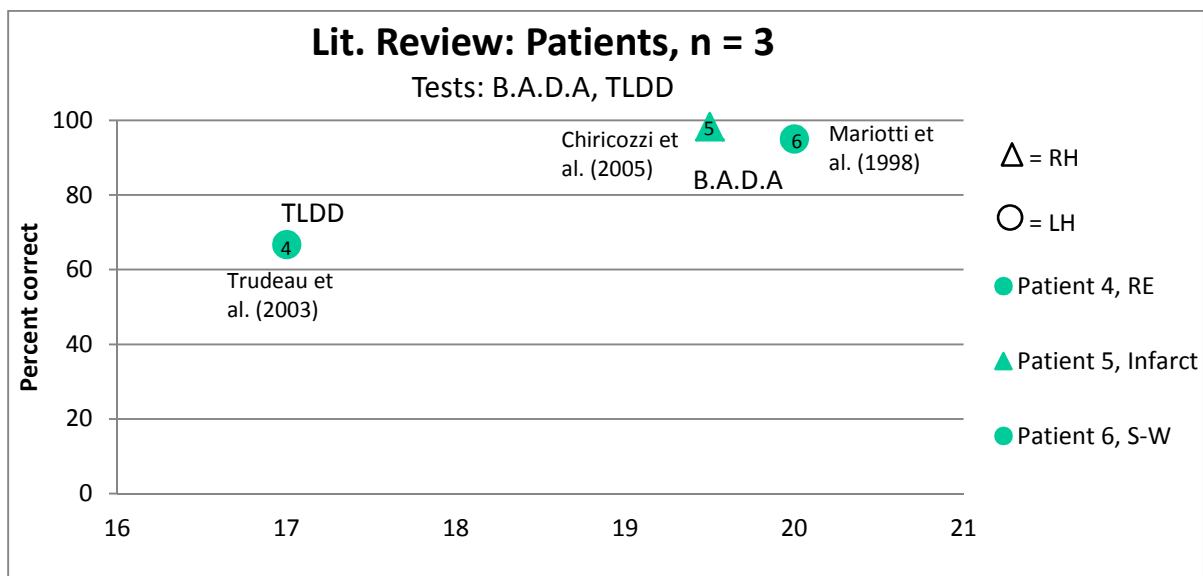 Lit. Review: Patients, n = 3
Tests: B.A.D.A, TLDD
Percent correct
100
80
60
40
20
0
16
17
18
19
20
21
TLDD
4
Trudeau et
al. (2003)
Chiricozzi et
al. (2005)
5
B.A.D.A
6
Mariotti et
al. (1998)
= RH
= LH
Patient 4, RE
Patient 5, Infarct
Patient 6, S-W